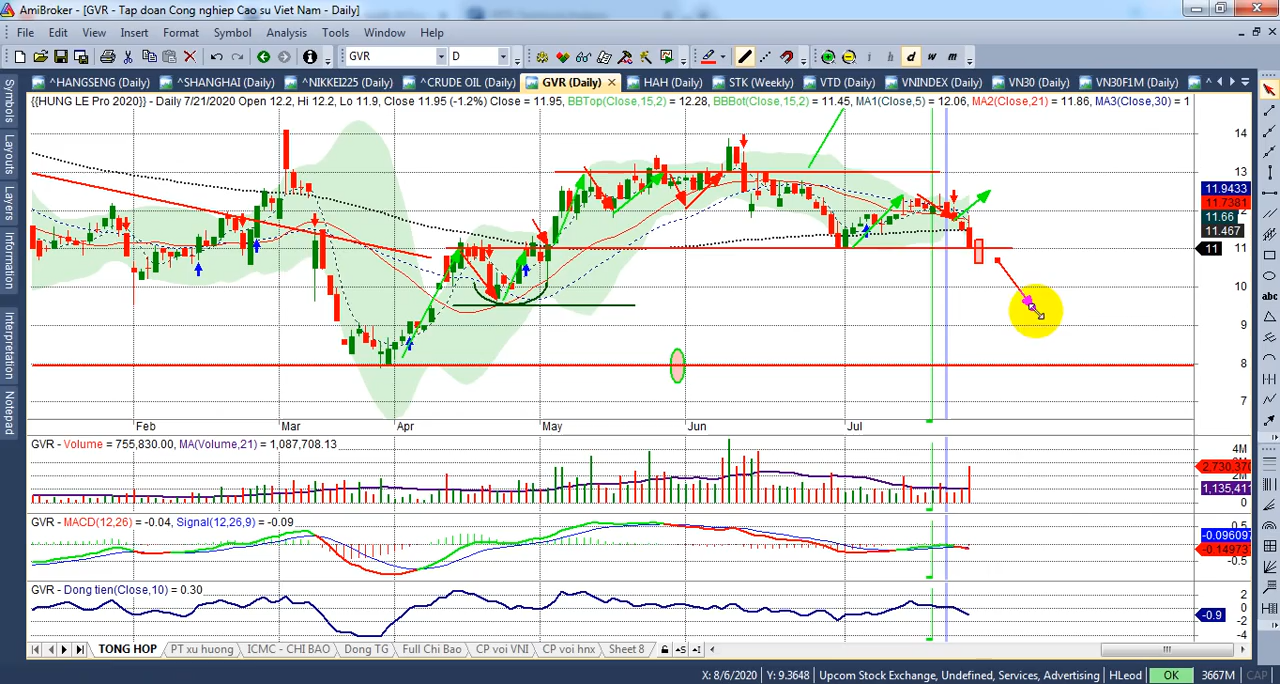 AmiBroker - [GVR - Tap doan Cong nghiep Cao su Viet Nam - Daily]
File Edit View Insert Format Symbol Analysis Tools Window Help
GVR D i h d w m
^HANGSENG (Daily) ^SHANGHAI (Daily) ^NIKKEI225 (Daily) ^CRUDE OIL (Daily) GVR (Daily) HAH (Daily) STK (Weekly) VTD (Daily) VNINDEX (Daily) VN30 (Daily) VN30F1M (Daily)
{{HUNG LE Pro 2020}} - Daily 7/21/2020 Open 12.2, Hi 12.2, Lo 11.9, Close 11.95 (-1.2%) Close = 11.95, BBTop(Close,15,2) = 12.28, BBBot(Close,15,2) = 11.45, MA1(Close,5) = 12.06, MA2(Close,21) = 11.86, MA3(Close,30) = 1
Symbols
Layouts
Layers
Information
Interpretation
Notepad
abc
14
13
11.9433
11.7381
11.66
11.467
11
11
10
9
8
7
Feb Mar Apr May Jun Jul
GVR - Volume = 755,830.00, MA(Volume,21) = 1,087,708.13
4M
2,730,370
1,135,411
0
GVR - MACD(12,26) = -0.04, Signal(12,26,9) = -0.09
0.5
-0.096097
-0.149737
-0.5
GVR - Dong tien(Close,10) = 0.30
2
0
-0.9
-2
-4
TONG HOP PT xu huong ICMC - CHI BAO Dong TG Full Chi Bao CP voi VNI CP voi hnx Sheet 8
X: 8/6/2020 Y: 9.3648 Upcom Stock Exchange, Undefined, Services, Advertising HLeod OK 3667M CAP